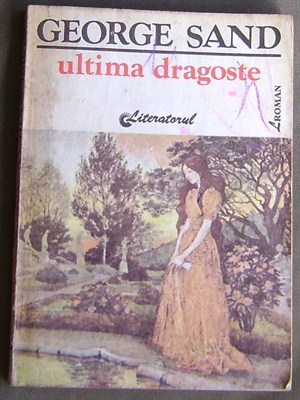 GEORGE SAND
ultima dragoste
Literatorul
ROMAN